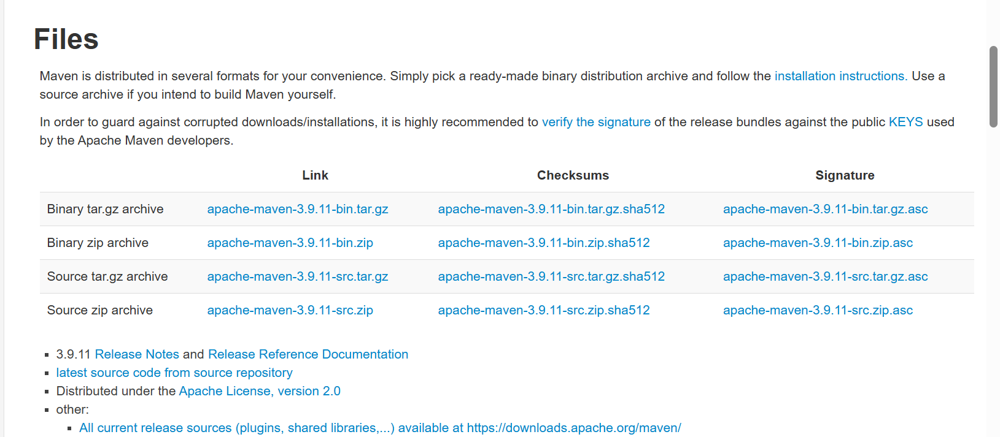 Files
Maven is distributed in several formats for your convenience. Simply pick a ready-made binary distribution archive and follow the installation instructions. Use a
source archive if you intend to build Maven yourself.
In order to guard against corrupted downloads/installations, it is highly recommended to verify the signature of the release bundles against the public KEYS used
by the Apache Maven developers.
Link Checksums Signature
Binary tar.gz archive apache-maven-3.9.11-bin.tar.gz apache-maven-3.9.11-bin.tar.gz.sha512 apache-maven-3.9.11-bin.tar.gz.asc
Binary zip archive apache-maven-3.9.11-bin.zip apache-maven-3.9.11-bin.zip.sha512 apache-maven-3.9.11-bin.zip.asc
Source tar.gz archive apache-maven-3.9.11-src.tar.gz apache-maven-3.9.11-src.tar.gz.sha512 apache-maven-3.9.11-src.tar.gz.asc
Source zip archive apache-maven-3.9.11-src.zip apache-maven-3.9.11-src.zip.sha512 apache-maven-3.9.11-src.zip.asc
▪ 3.9.11 Release Notes and Release Reference Documentation
▪ latest source code from source repository
▪ Distributed under the Apache License, version 2.0
▪ other:
▪ All current release sources (plugins, shared libraries,...) available at https://downloads.apache.org/maven/